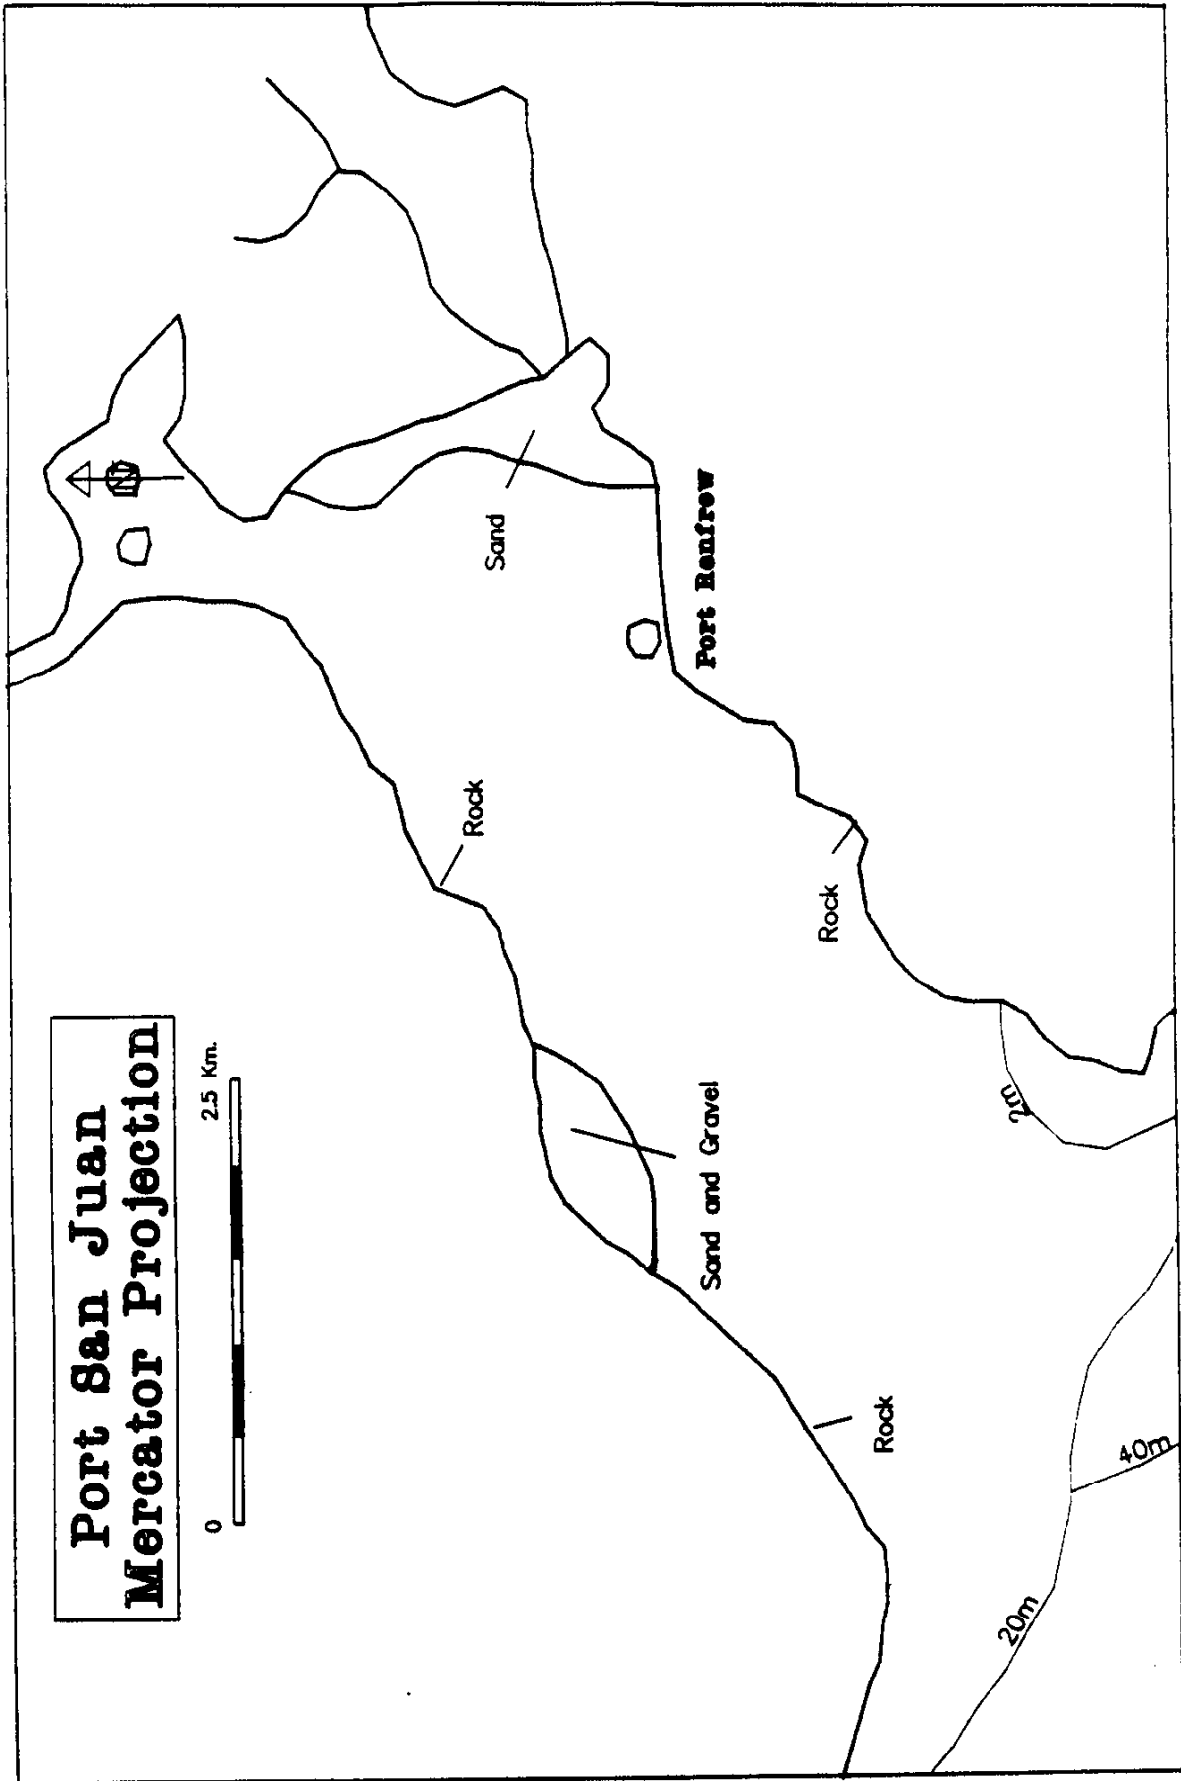 Port San Juan
Mercator Projection
0
2.5 Km.
N
Sand
Port Renfrew
Rock
Rock
Sand and Gravel
Rock
2m
20m
40m